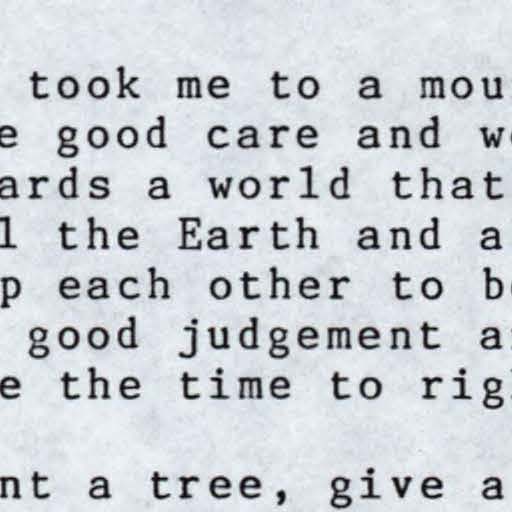 took me to a mou
e good care and w
ards a world that
l the Earth and a
p each other to b
good judgement a
e the time to rig
nt a tree, give a